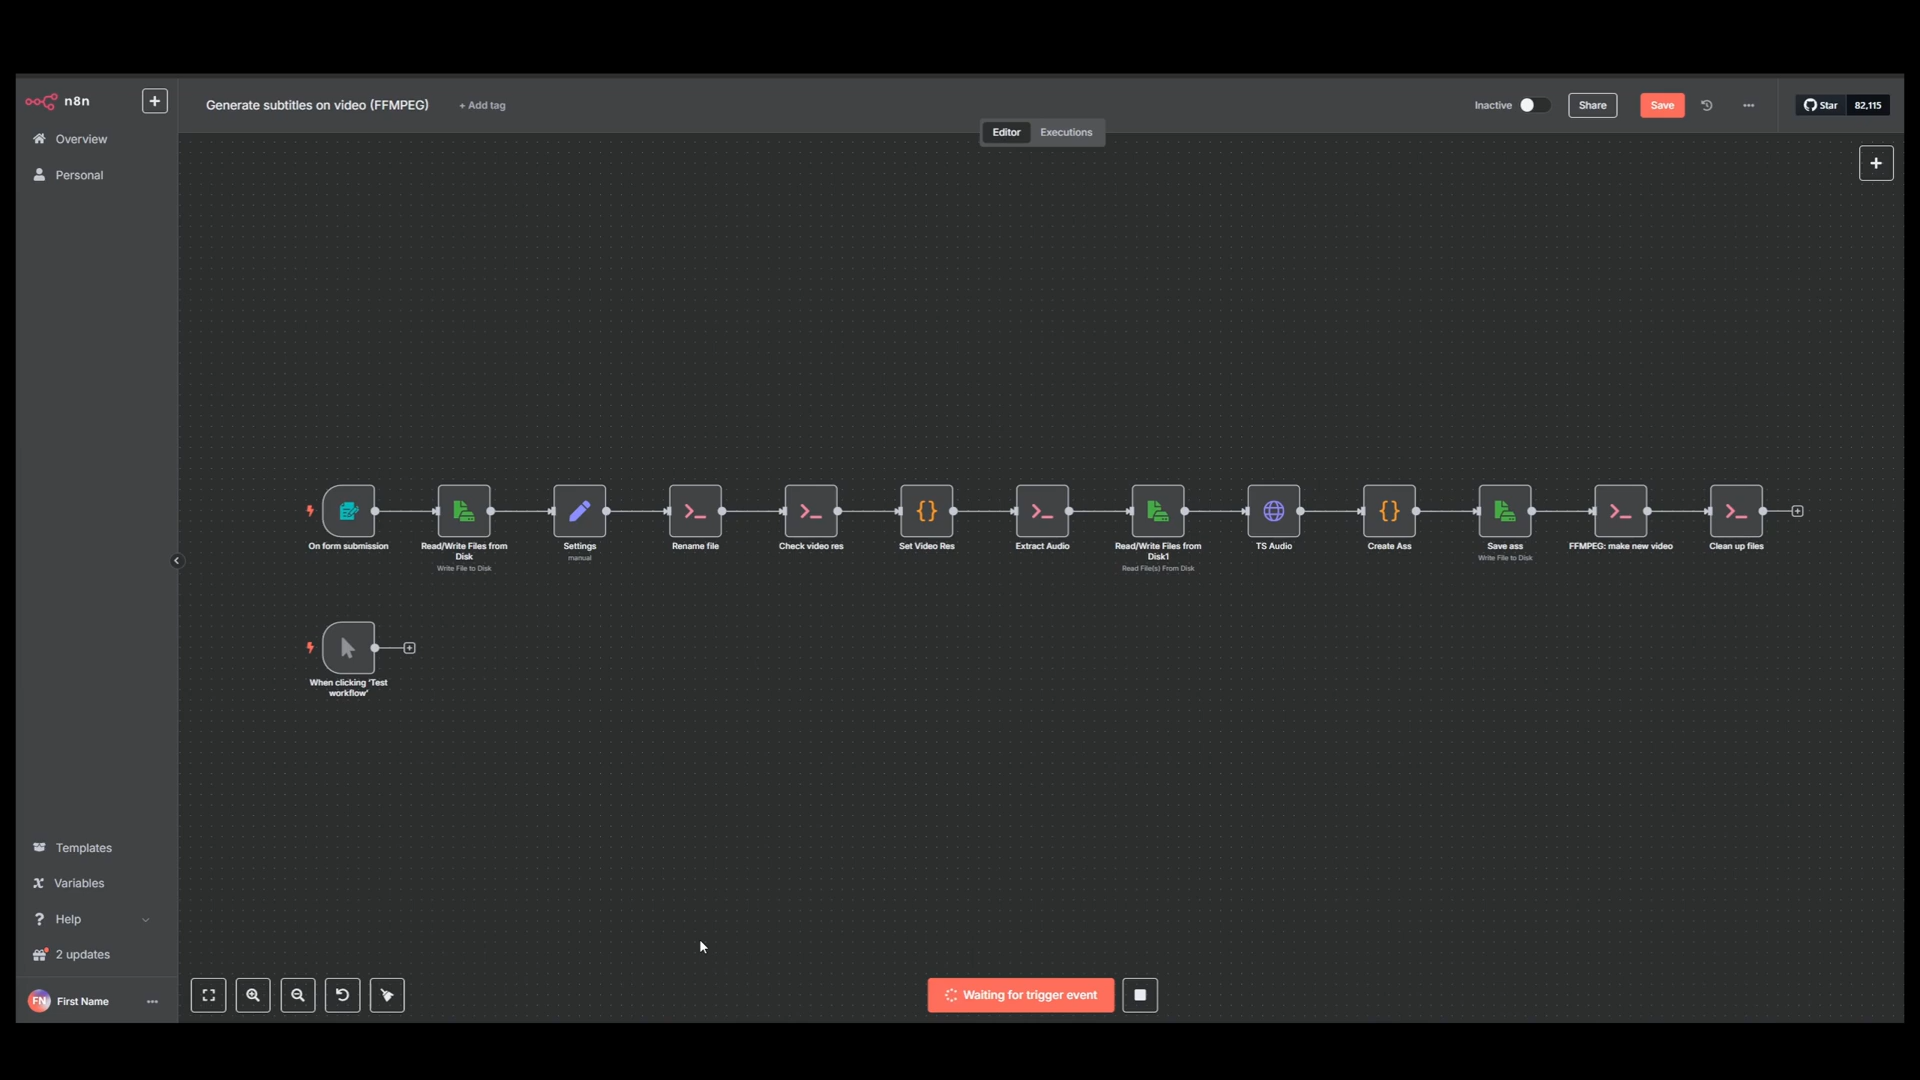 n8n
Generate subtitles on video (FFMPEG)
+ Add tag
Inactive
Share
Save
Star
82,115
Editor
Executions
Overview
Personal
On form submission
Read/Write Files from
Disk
Write File to Disk
Settings
manual
Rename file
Check video res
Set Video Res
Extract Audio
Read/Write Files from
Disk1
Read File(s) From Disk
TS Audio
Create Ass
Save ass
Write File to Disk
FFMPEG: make new video
Clean up files
When clicking ‘Test
workflow’
Templates
Variables
Help
2 updates
FN
First Name
Waiting for trigger event